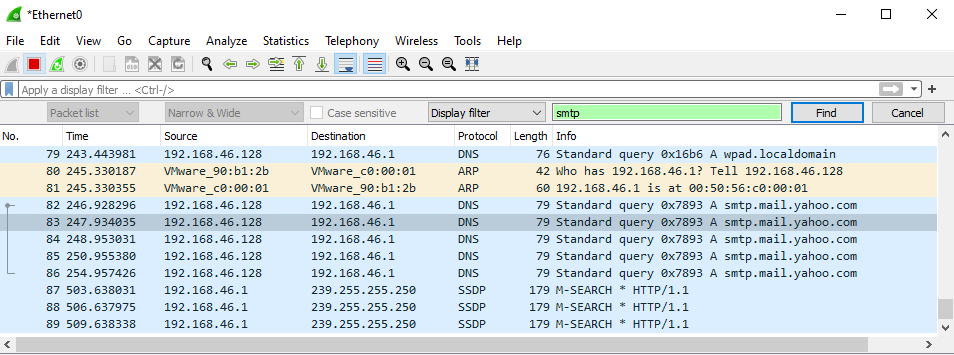 *Ethernet0
File Edit View Go Capture Analyze Statistics Telephony Wireless Tools Help
Apply a display filter ... <Ctrl-/>
Packet list Narrow & Wide Case sensitive Display filter smtp Find Cancel
No. Time Source Destination Protocol Length Info
79 243.443981 192.168.46.128 192.168.46.1 DNS 76 Standard query 0x16b6 A wpad.localdomain
80 245.330187 VMware_90:b1:2b VMware_c0:00:01 ARP 42 Who has 192.168.46.1? Tell 192.168.46.128
81 245.330355 VMware_c0:00:01 VMware_90:b1:2b ARP 60 192.168.46.1 is at 00:50:56:c0:00:01
82 246.928296 192.168.46.128 192.168.46.1 DNS 79 Standard query 0x7893 A smtp.mail.yahoo.com
83 247.934035 192.168.46.128 192.168.46.1 DNS 79 Standard query 0x7893 A smtp.mail.yahoo.com
84 248.953031 192.168.46.128 192.168.46.1 DNS 79 Standard query 0x7893 A smtp.mail.yahoo.com
85 250.955380 192.168.46.128 192.168.46.1 DNS 79 Standard query 0x7893 A smtp.mail.yahoo.com
86 254.957426 192.168.46.128 192.168.46.1 DNS 79 Standard query 0x7893 A smtp.mail.yahoo.com
87 503.638031 192.168.46.1 239.255.255.250 SSDP 179 M-SEARCH * HTTP/1.1
88 506.637975 192.168.46.1 239.255.255.250 SSDP 179 M-SEARCH * HTTP/1.1
89 509.638338 192.168.46.1 239.255.255.250 SSDP 179 M-SEARCH * HTTP/1.1